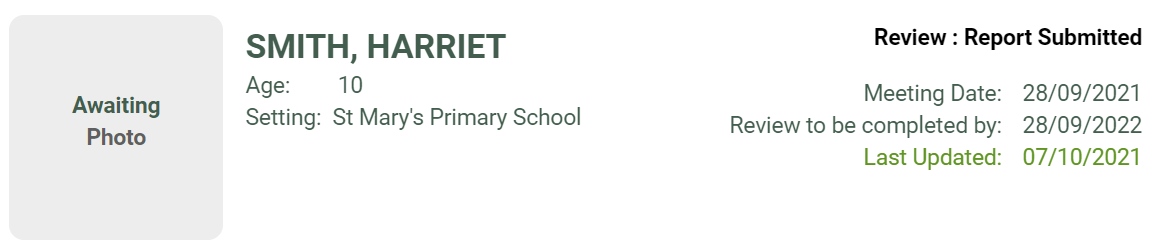 Awaiting
Photo
SMITH, HARRIET
Age: 10
Setting: St Mary's Primary School
Review : Report Submitted
Meeting Date: 28/09/2021
Review to be completed by: 28/09/2022
Last Updated: 07/10/2021